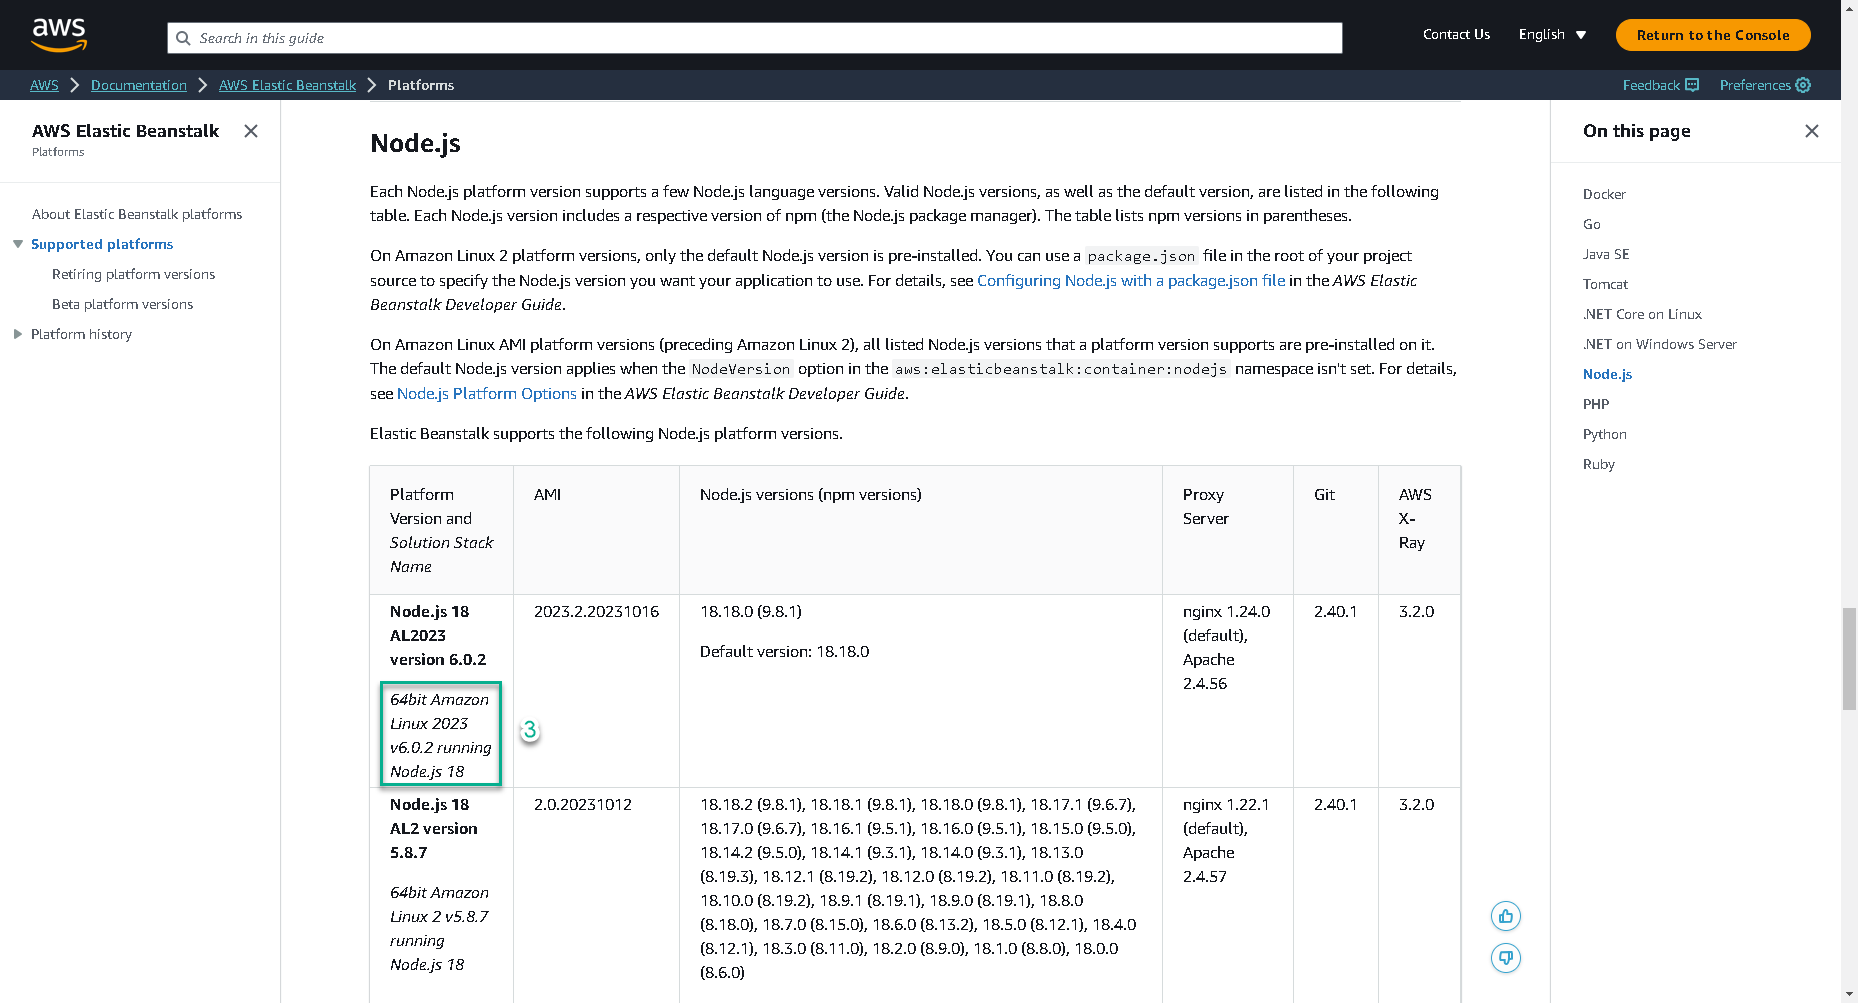 aws
Search in this guide
Contact Us
English
Return to the Console
AWS
Documentation
AWS Elastic Beanstalk
Platforms
Feedback
Preferences
AWS Elastic Beanstalk
Platforms
About Elastic Beanstalk platforms
Supported platforms
Retiring platform versions
Beta platform versions
Platform history
Node.js
Each Node.js platform version supports a few Node.js language versions. Valid Node.js versions, as well as the default version, are listed in the following
table. Each Node.js version includes a respective version of npm (the Node.js package manager). The table lists npm versions in parentheses.
On Amazon Linux 2 platform versions, only the default Node.js version is pre-installed. You can use a package.json file in the root of your project
source to specify the Node.js version you want your application to use. For details, see Configuring Node.js with a package.json file in the AWS Elastic
Beanstalk Developer Guide.
On Amazon Linux AMI platform versions (preceding Amazon Linux 2), all listed Node.js versions that a platform version supports are pre-installed on it.
The default Node.js version applies when the NodeVersion option in the aws:elasticbeanstalk:container:nodejs namespace isn't set. For details,
see Node.js Platform Options in the AWS Elastic Beanstalk Developer Guide.
Elastic Beanstalk supports the following Node.js platform versions.
Platform
Version and
Solution Stack
Name
AMI
Node.js versions (npm versions)
Proxy
Server
Git
AWS
X-
Ray
Node.js 18
AL2023
version 6.0.2
64bit Amazon
Linux 2023
v6.0.2 running
Node.js 18
3
2023.2.20231016
18.18.0 (9.8.1)
Default version: 18.18.0
nginx 1.24.0
(default),
Apache
2.4.56
2.40.1
3.2.0
Node.js 18
AL2 version
5.8.7
64bit Amazon
Linux 2 v5.8.7
running
Node.js 18
2.0.20231012
18.18.2 (9.8.1), 18.18.1 (9.8.1), 18.18.0 (9.8.1), 18.17.1 (9.6.7),
18.17.0 (9.6.7), 18.16.1 (9.5.1), 18.16.0 (9.5.1), 18.15.0 (9.5.0),
18.14.2 (9.5.0), 18.14.1 (9.3.1), 18.14.0 (9.3.1), 18.13.0
(8.19.3), 18.12.1 (8.19.2), 18.12.0 (8.19.2), 18.11.0 (8.19.2),
18.10.0 (8.19.2), 18.9.1 (8.19.1), 18.9.0 (8.19.1), 18.8.0
(8.18.0), 18.7.0 (8.15.0), 18.6.0 (8.13.2), 18.5.0 (8.12.1), 18.4.0
(8.12.1), 18.3.0 (8.11.0), 18.2.0 (8.9.0), 18.1.0 (8.8.0), 18.0.0
(8.6.0)
nginx 1.22.1
(default),
Apache
2.4.57
2.40.1
3.2.0
On this page
Docker
Go
Java SE
Tomcat
.NET Core on Linux
.NET on Windows Server
Node.js
PHP
Python
Ruby